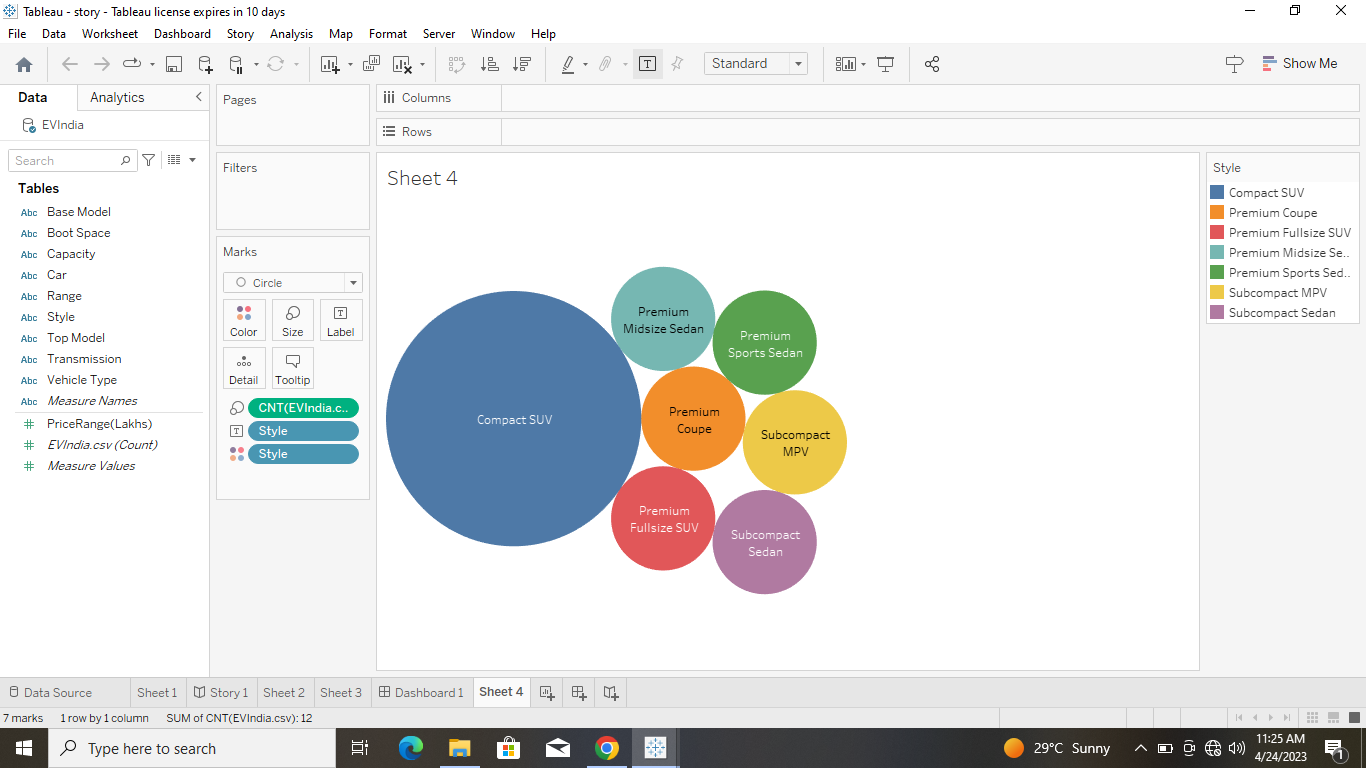 Tableau - story - Tableau license expires in 10 days
File Data Worksheet Dashboard Story Analysis Map Format Server Window Help
Standard
Show Me
Data Analytics
EVIndia
Search
Tables
Abc Base Model
Abc Boot Space
Abc Capacity
Abc Car
Abc Range
Abc Style
Abc Top Model
Abc Transmission
Abc Vehicle Type
Abc Measure Names
# PriceRange(Lakhs)
# EVIndia.csv (Count)
# Measure Values
Pages
Filters
Marks
Circle
Color Size Label
Detail Tooltip
CNT(EVIndia.c..
Style
Style
Columns
Rows
Sheet 4
Compact SUV
Premium
Midsize Sedan
Premium
Sports Sedan
Premium
Coupe
Subcompact
MPV
Premium
Fullsize SUV
Subcompact
Sedan
Style
Compact SUV
Premium Coupe
Premium Fullsize SUV
Premium Midsize Se..
Premium Sports Sed..
Subcompact MPV
Subcompact Sedan
Data Source Sheet 1 Story 1 Sheet 2 Sheet 3 Dashboard 1 Sheet 4
7 marks 1 row by 1 column SUM of CNT(EVIndia.csv): 12
Type here to search
29°C Sunny
11:25 AM
4/24/2023
1